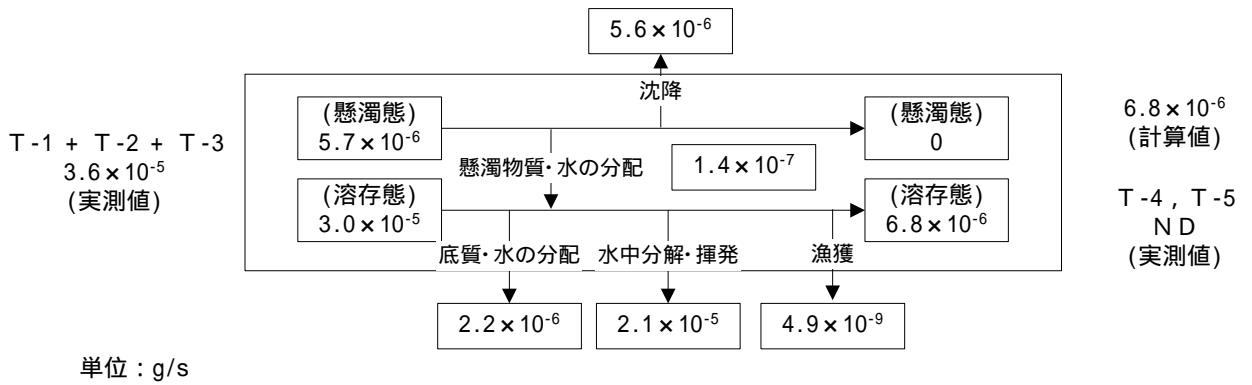 5.6×10⁻⁶
沈降
(懸濁態)
5.7×10⁻⁶
(懸濁態)
0
6.8×10⁻⁶
(計算値)
T-1 + T-2 + T-3
3.6×10⁻⁵
(実測値)
懸濁物質・水の分配
1.4×10⁻⁷
(溶存態)
3.0×10⁻⁵
(溶存態)
6.8×10⁻⁶
T-4, T-5
ND
(実測値)
底質・水の分配
水中分解・揮発
漁獲
2.2×10⁻⁶
2.1×10⁻⁵
4.9×10⁻⁹
単位:g/s